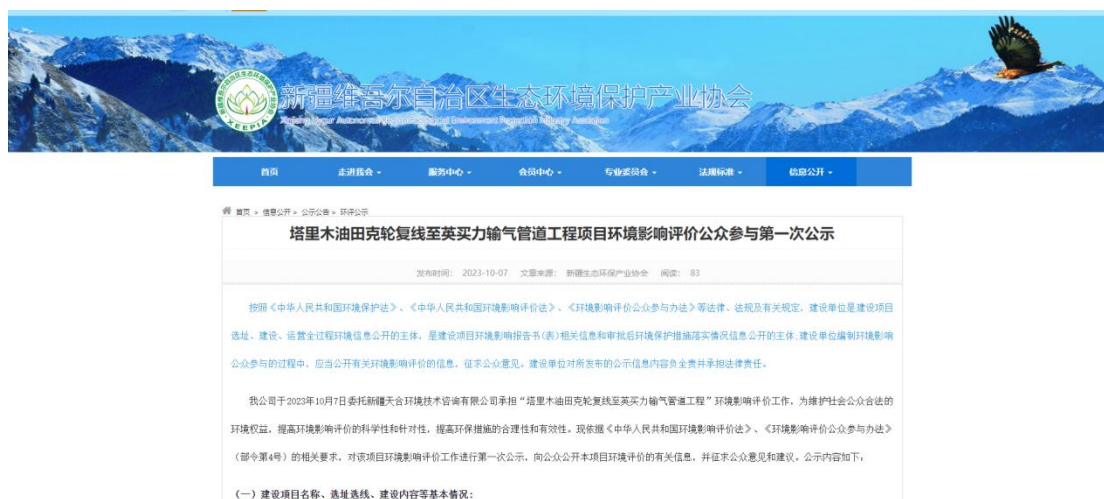 新疆维吾尔自治区生态环境保护产业协会
XEEPIA
首页 走进我会 服务中心 会员中心 专业委员会 法规标准 信息公开
首页 » 信息公开 » 公示公告 » 环评公示
塔里木油田克轮复线至英买力输气管道工程项目环境影响评价公众参与第一次公示
发布时间: 2023-10-07 文章来源: 新疆生态环保产业协会 阅读: 83
按照《中华人民共和国环境保护法》、《中华人民共和国环境影响评价法》、《环境影响评价公众参与办法》等法律、法规及有关规定，建设单位是建设项目
选址、建设、运营全过程环境信息公开的主体，是建设项目环境影响报告书(表)相关信息和审批后环境保护措施落实情况信息公开的主体;建设单位编制环境影响
公众参与的过程中，应当公开有关环境影响评价的信息，征求公众意见。建设单位对所发布的公示信息内容负全责并承担法律责任。
我公司于2023年10月7日委托新疆天合环境技术咨询有限公司承担“塔里木油田克轮复线至英买力输气管道工程”环境影响评价工作，为维护社会公众合法的
环境权益，提高环境影响评价的科学性和针对性，提高环保措施的合理性和有效性。现依据《中华人民共和国环境影响评价法》、《环境影响评价公众参与办法》
（部令第4号）的相关要求，对该项目环境影响评价工作进行第一次公示，向公众公开本项目环境评价的有关信息，并征求公众意见和建议。公示内容如下：
(一) 建设项目名称、选址选线、建设内容等基本情况：